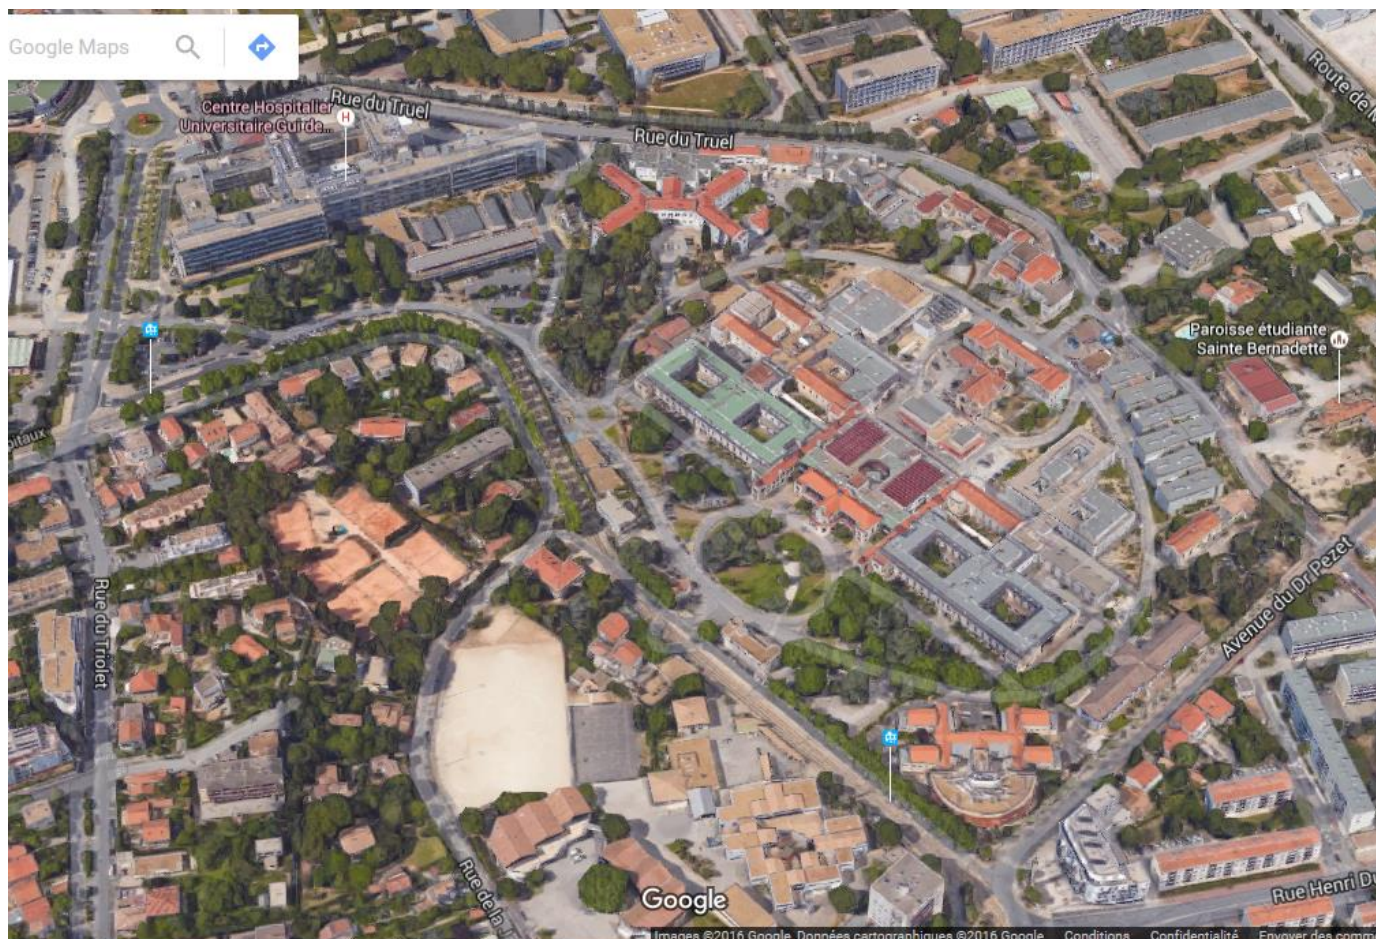 Google Maps
Route de M
Centre Hospitalier
Universitaire Gui de...
H
Rue du Truel
Rue du Truel
Paroisse étudiante
Sainte Bernadette
pitaux
Rue du Triolet
Avenue du Dr Pezet
Rue de la
Google
Rue Henri Du
Images ©2016 Google, Données cartographiques ©2016 Google Conditions Confidentialité Envoyer des comm